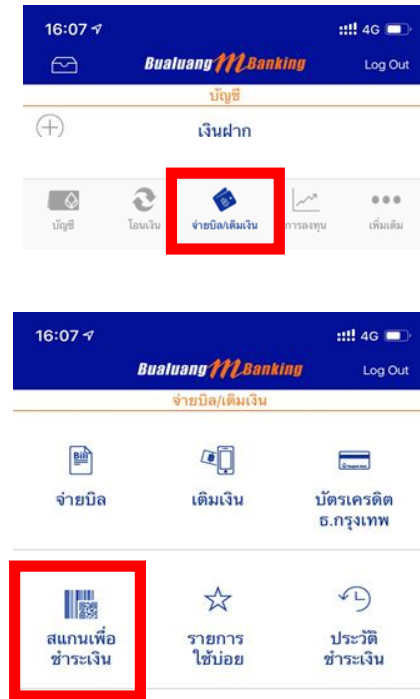 16:07 4G
Bualuang mBanking Log Out
บัญชี
เงินฝาก
บัญชี โอนเงิน จ่ายบิล/เติมเงิน การลงทุน เพิ่มเติม
16:07 4G
Bualuang mBanking Log Out
จ่ายบิล/เติมเงิน
Bill
จ่ายบิล เติมเงิน บัตรเครดิต
ธ.กรุงเทพ
สแกนเพื่อ รายการ ประวัติ
ชำระเงิน ใช้บ่อย ชำระเงิน